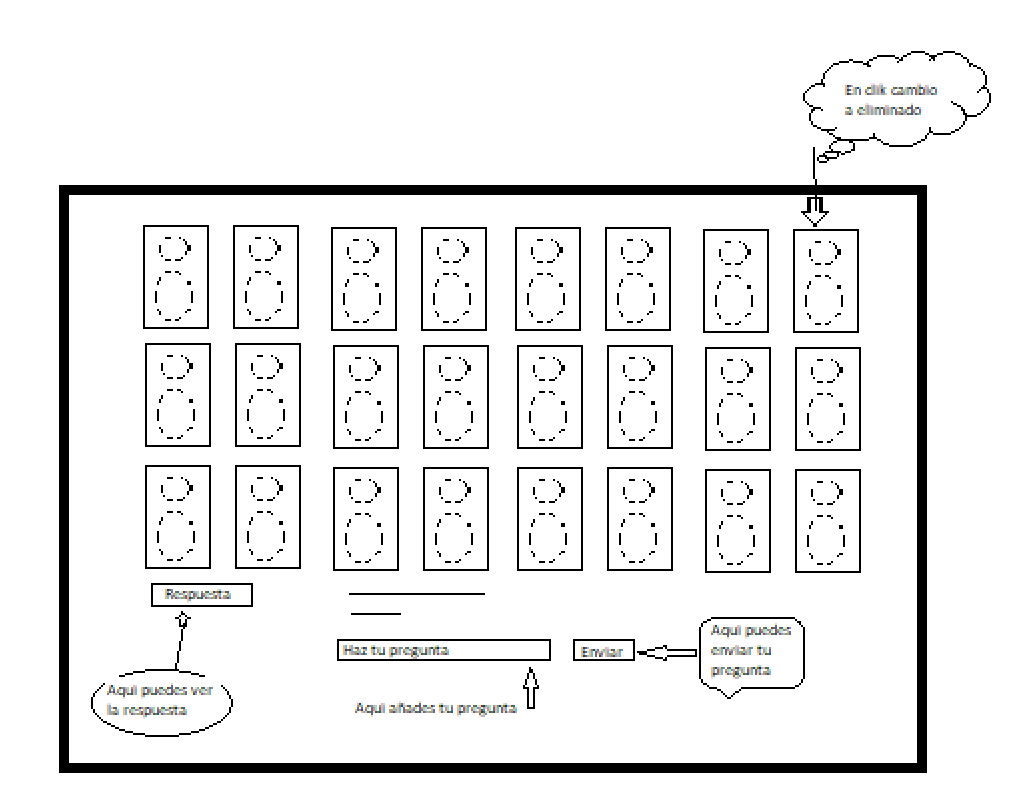 En clik cambio
a eliminado
Respuesta
Haz tu pregunta
Enviar
Aqui puedes
enviar tu
pregunta
Aqui puedes ver
la respuesta
Aqui añades tu pregunta